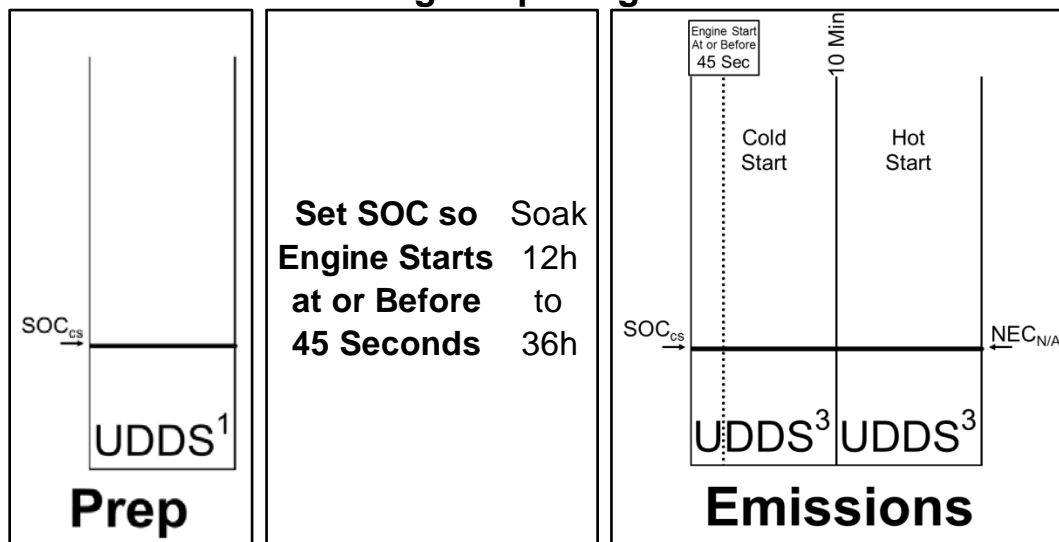 SOCcs
UDDS1
Prep
Set SOC so Soak
Engine Starts 12h
at or Before to
45 Seconds 36h
Engine Start
At or Before
45 Sec
10 Min
Cold
Start
Hot
Start
SOCcs
NECN/A
UDDS3 UDDS3
Emissions